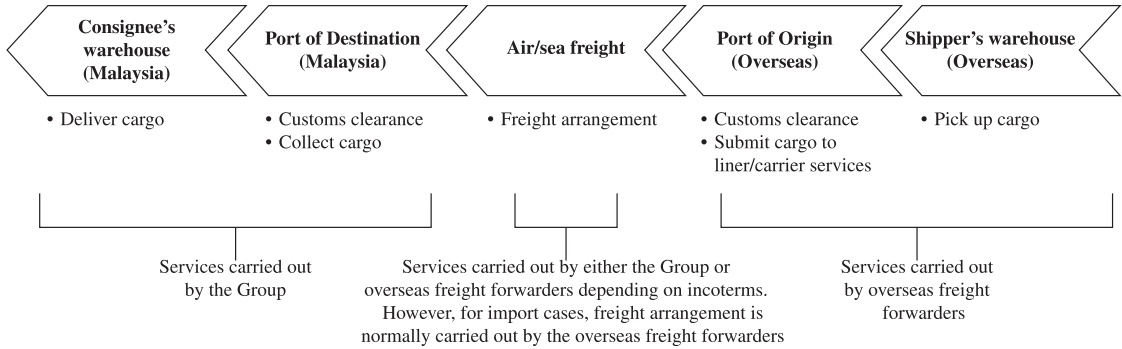 Consignee's
warehouse
(Malaysia)
Port of Destination
(Malaysia)
Air/sea freight
Port of Origin
(Overseas)
Shipper's warehouse
(Overseas)
• Deliver cargo
• Customs clearance
• Collect cargo
• Freight arrangement
• Customs clearance
• Submit cargo to
liner/carrier services
• Pick up cargo
Services carried out
by the Group
Services carried out by either the Group or
overseas freight forwarders depending on incoterms.
However, for import cases, freight arrangement is
normally carried out by the overseas freight forwarders
Services carried out
by overseas freight
forwarders